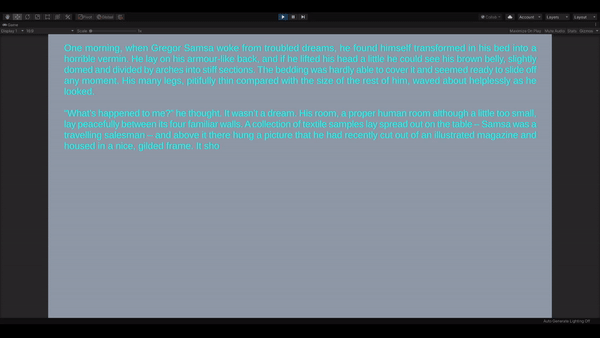 Game
Display 1
Scale
1x
Pivot
Global
Account
Layers
Layout
Maximize On Play
Mute Audio
Stats
Gizmos
One morning, when Gregor Samsa woke from troubled dreams, he found himself transformed in his bed into a
horrible vermin. He lay on his armour-like back, and if he lifted his head a little he could see his brown belly, slightly
domed and divided by arches into stiff sections. The bedding was hardly able to cover it and seemed ready to slide off
any moment. His many legs, pitifully thin compared with the size of the rest of him, waved about helplessly as he
looked.
"What's happened to me?" he thought. It wasn't a dream. His room, a proper human room although a little too small,
lay peacefully between its four familiar walls. A collection of textile samples lay spread out on the table – Samsa was a
travelling salesman – and above it there hung a picture that he had recently cut out of an illustrated magazine and
housed in a nice, gilded frame. It sho
Auto Generate Lighting Off